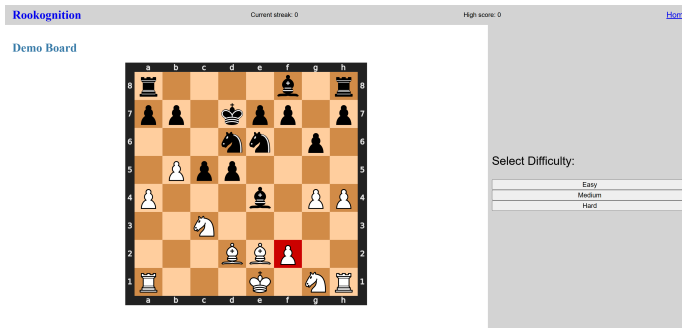 Rookognition
Current streak: 0
High score: 0
Hom
Demo Board
a b c d e f g h
8 8
7 7
6 6
5 5
4 4
3 3
2 2
1 1
a b c d e f g h
Select Difficulty:
Easy
Medium
Hard